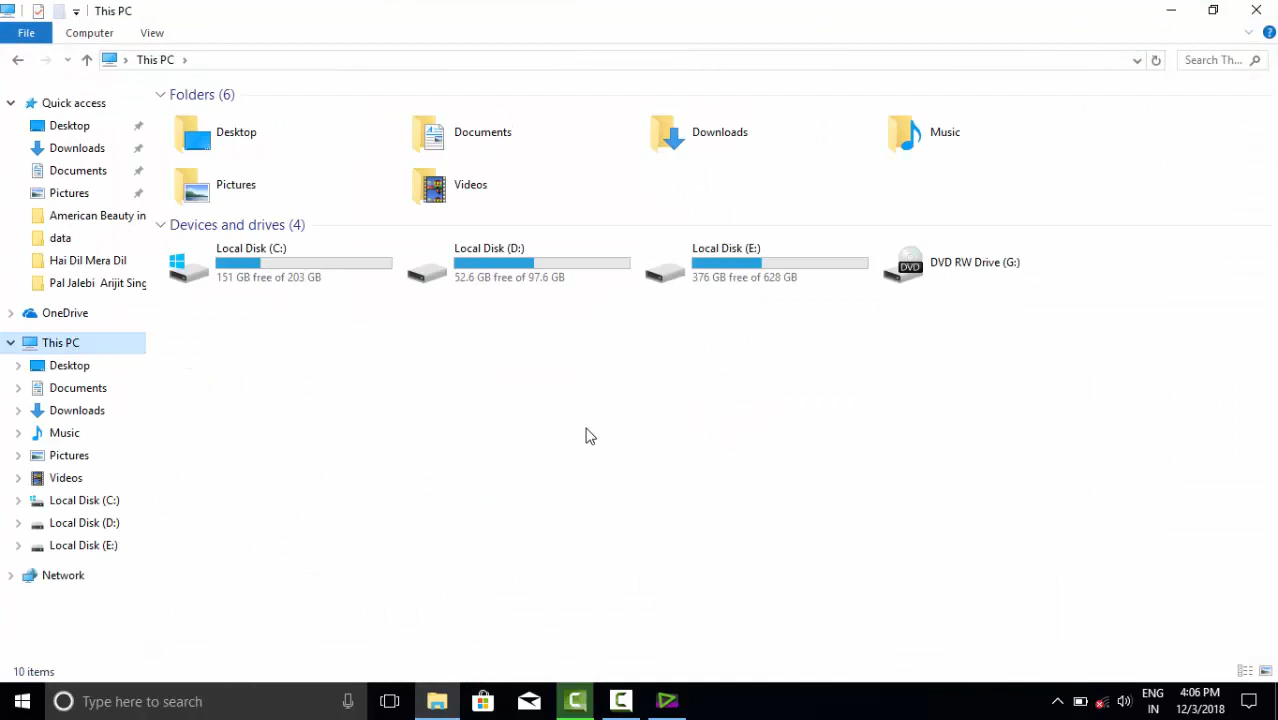 This PC
File
Computer
View
This PC
Search Th...
Quick access
Desktop
Downloads
Documents
Pictures
American Beauty in
data
Hai Dil Mera Dil
Pal Jalebi Arijit Sing
OneDrive
This PC
Desktop
Documents
Downloads
Music
Pictures
Videos
Local Disk (C:)
Local Disk (D:)
Local Disk (E:)
Network
Folders (6)
Desktop
Documents
Downloads
Music
Pictures
Videos
Devices and drives (4)
Local Disk (C:)
151 GB free of 203 GB
Local Disk (D:)
52.6 GB free of 97.6 GB
Local Disk (E:)
376 GB free of 628 GB
DVD
DVD RW Drive (G:)
10 items
Type here to search
ENG
IN
4:06 PM
12/3/2018